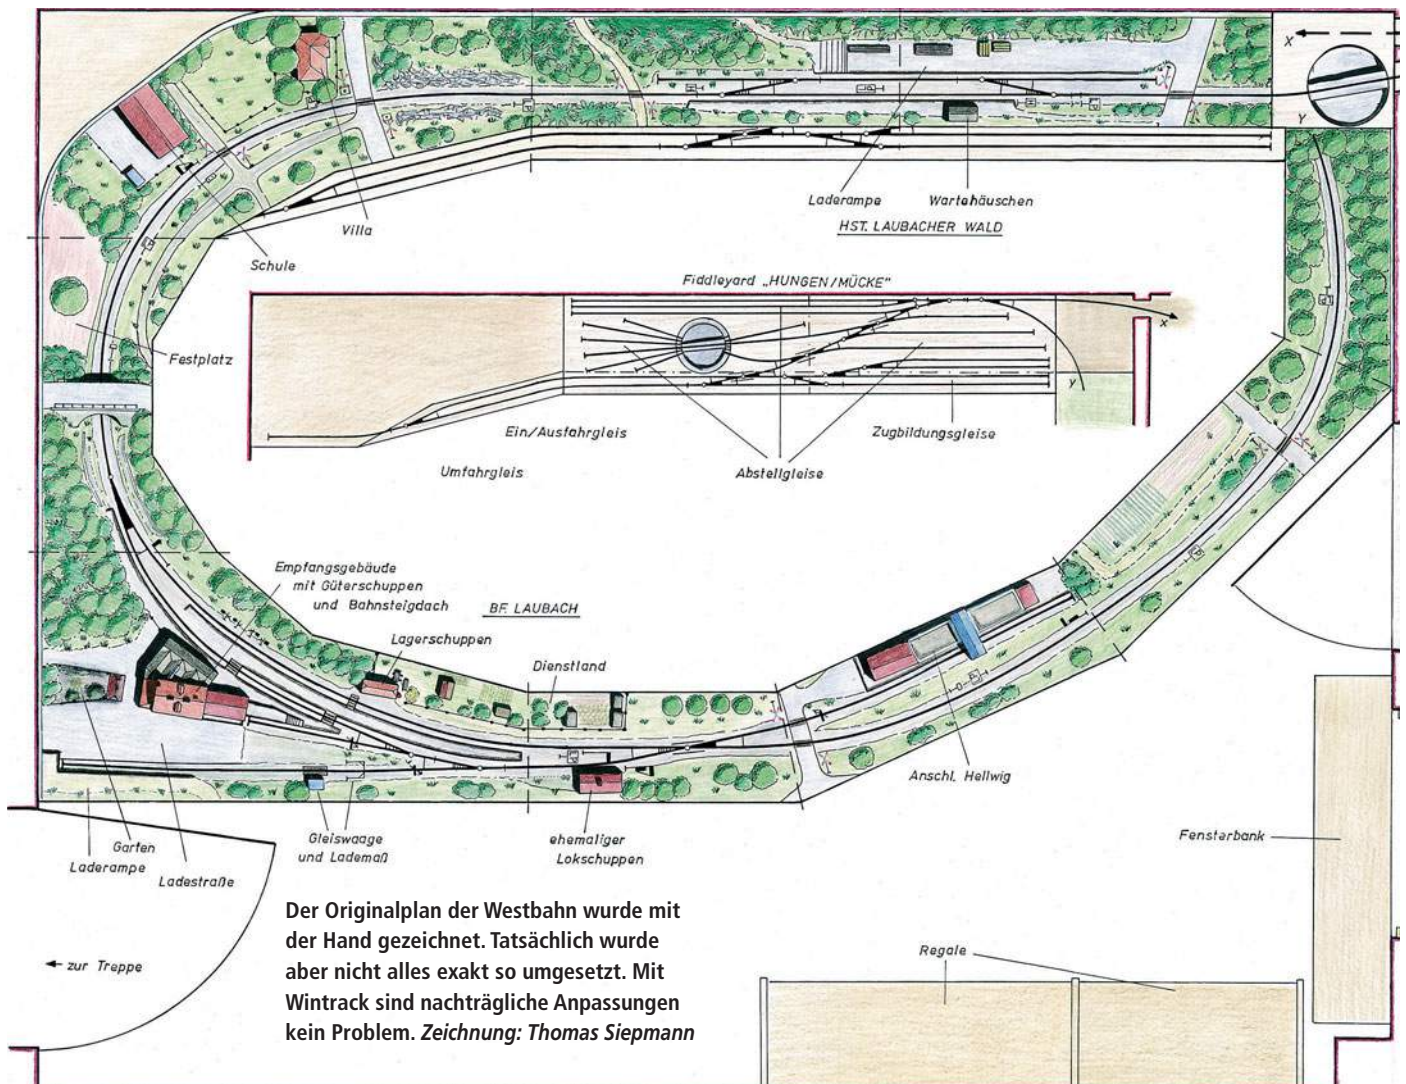 X
Y
Villa
Schule
Laderampe
Wartehäuschen
HST. LAUBACHER WALD
Fiddleyard „HUNGEN/MÜCKE"
x
y
Festplatz
Ein/Ausfahrgleis
Zugbildungsgleise
Umfahrgleis
Abstellgleise
Empfangsgebäude
mit Güterschuppen
und Bahnsteigdach
BF. LAUBACH
Lagerschuppen
Dienstland
Anschl. Hellwig
Gleiswaage
und Lademaß
ehemaliger
Lokschuppen
Garten
Laderampe
Ladestraße
Fensterbank
zur Treppe
Regale
Der Originalplan der Westbahn wurde mit
der Hand gezeichnet. Tatsächlich wurde
aber nicht alles exakt so umgesetzt. Mit
Wintrack sind nachträgliche Anpassungen
kein Problem. Zeichnung: Thomas Siepmann